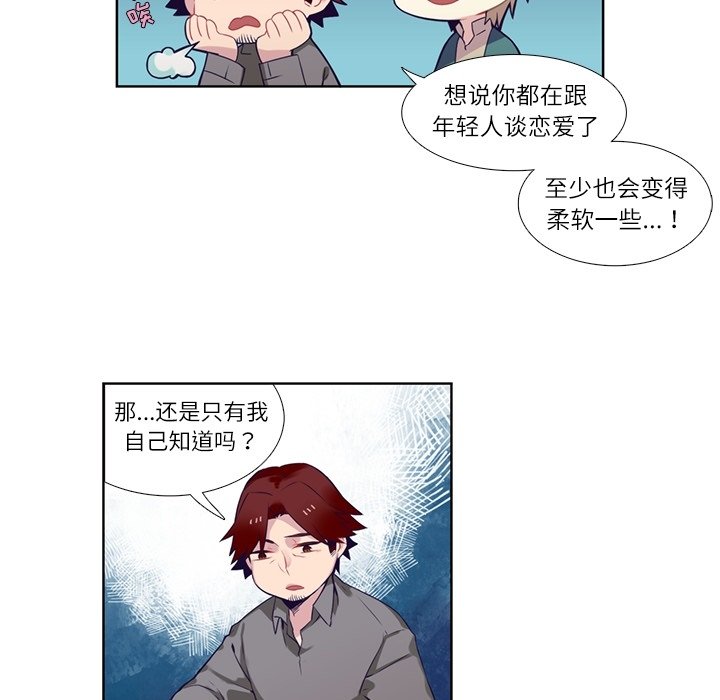 唉
想说你都在跟
年轻人谈恋爱了
至少也会变得
柔软一些...！
那...还是只有我
自己知道吗？